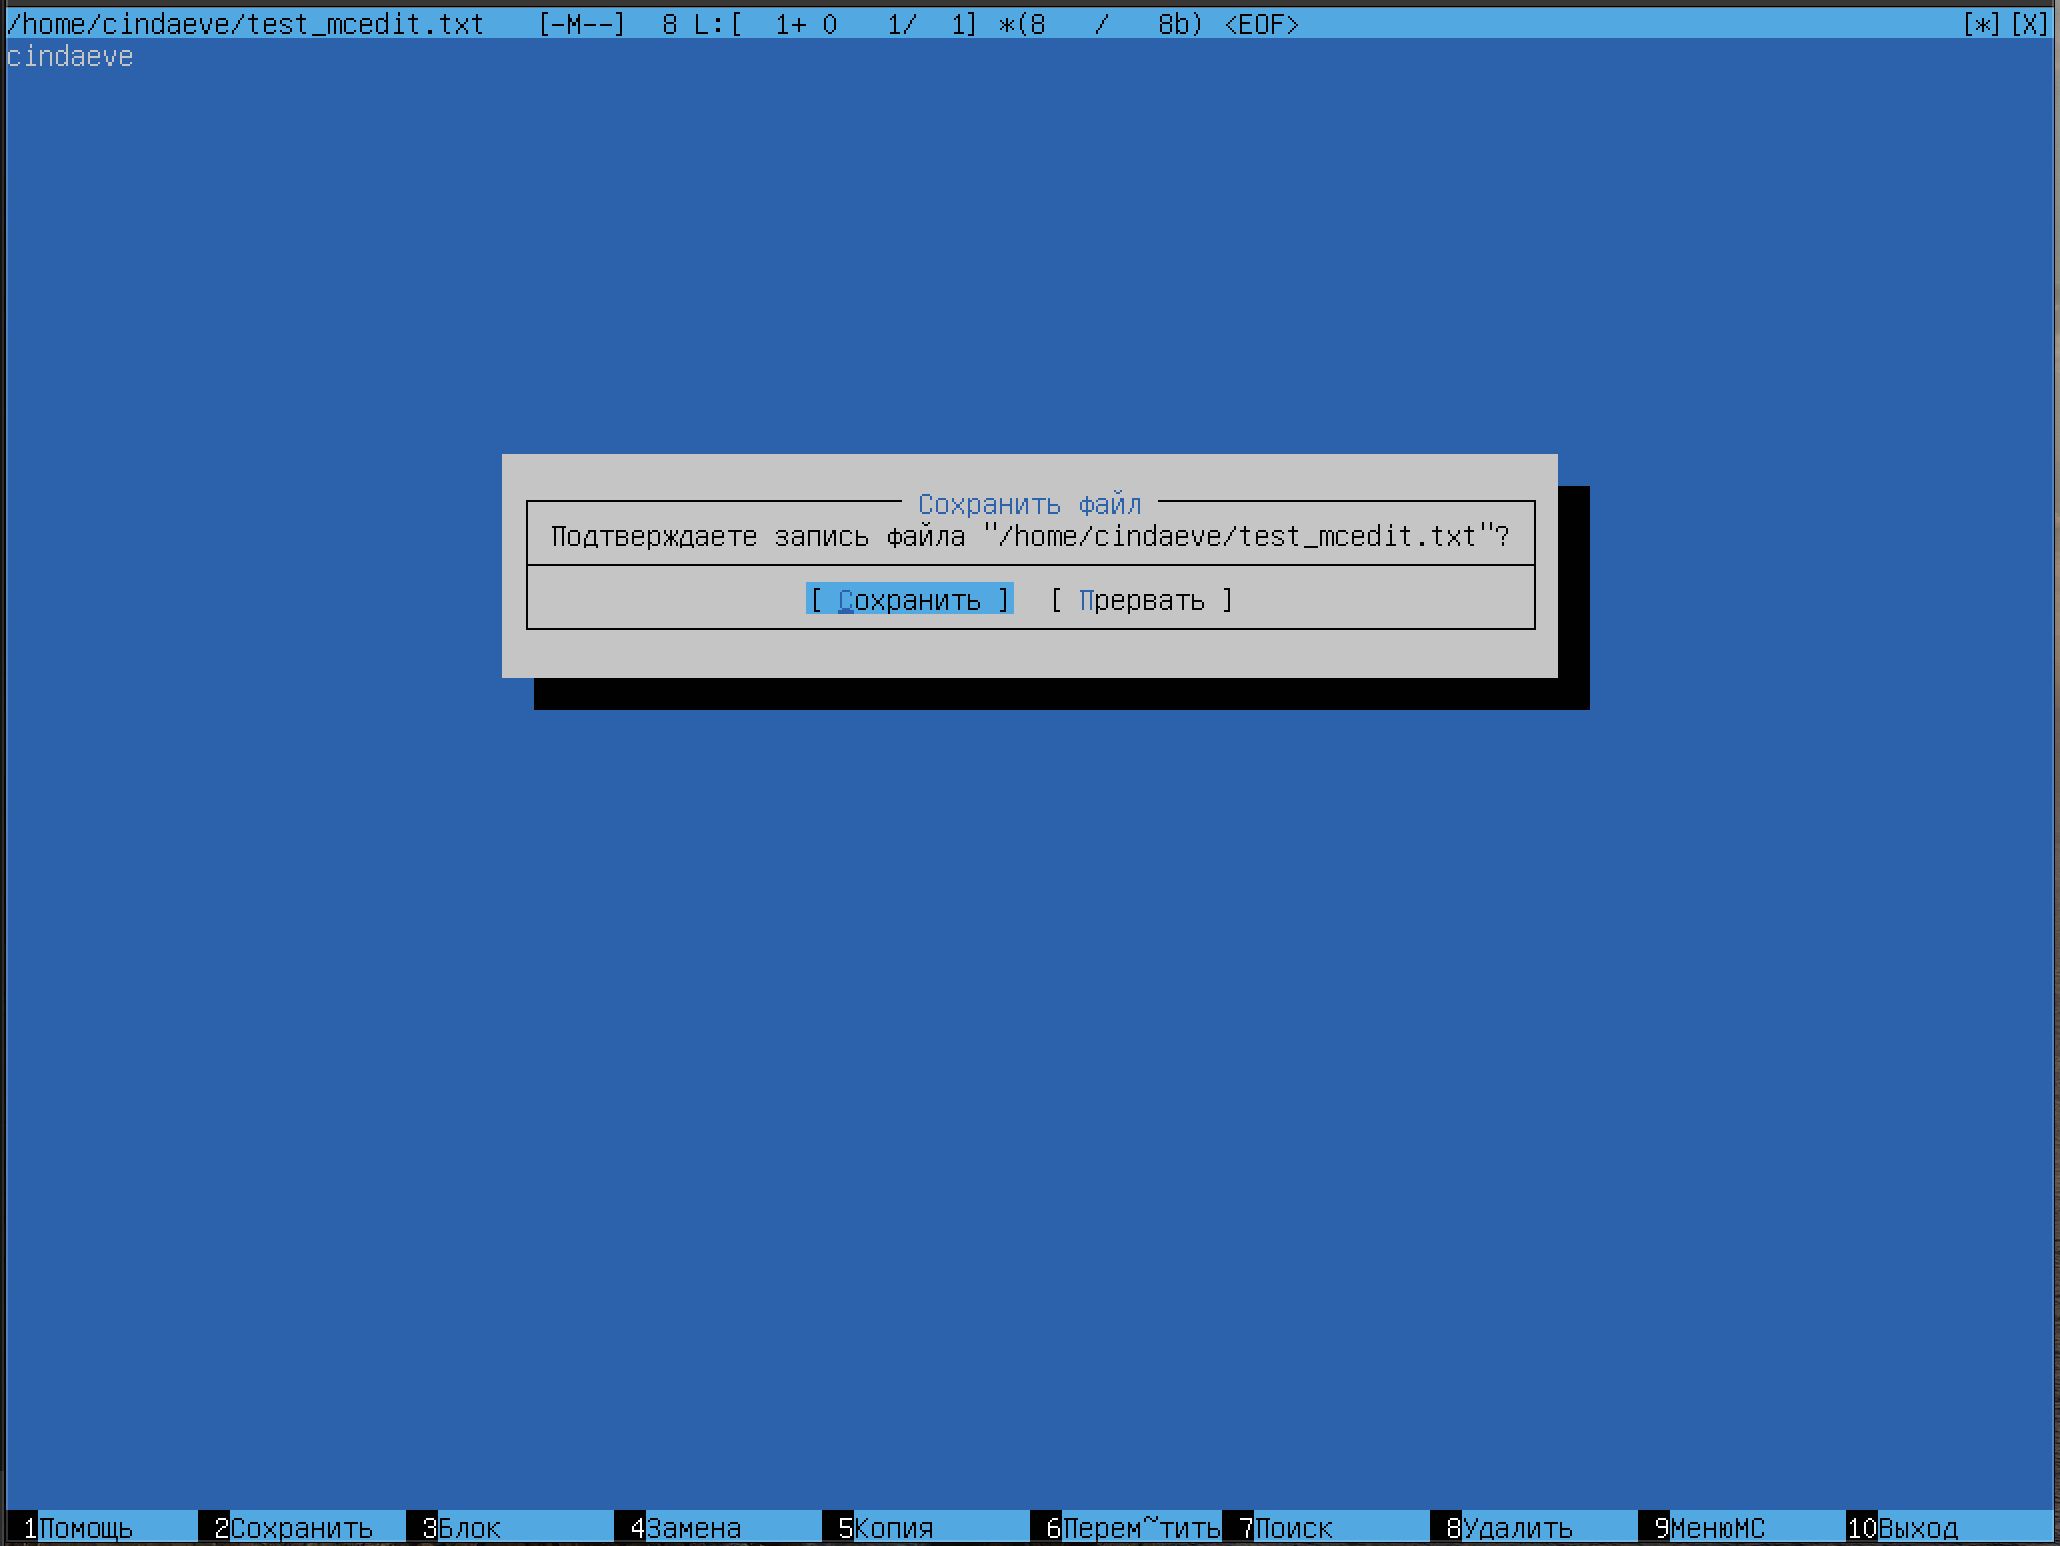 /home/cindaeve/test_mcedit.txt [-M--] 8 L:[ 1+ 0 1/ 1] *(8 / 8b) <EOF> [*][X]
cindaeve
Сохранить файл
Подтверждаете запись файла "/home/cindaeve/test_mcedit.txt"?
[ Сохранить ] [ Прервать ]
1Помощь 2Сохранить 3Блок 4Замена 5Копия 6Перем~тить 7Поиск 8Удалить 9МенюMC 10Выход